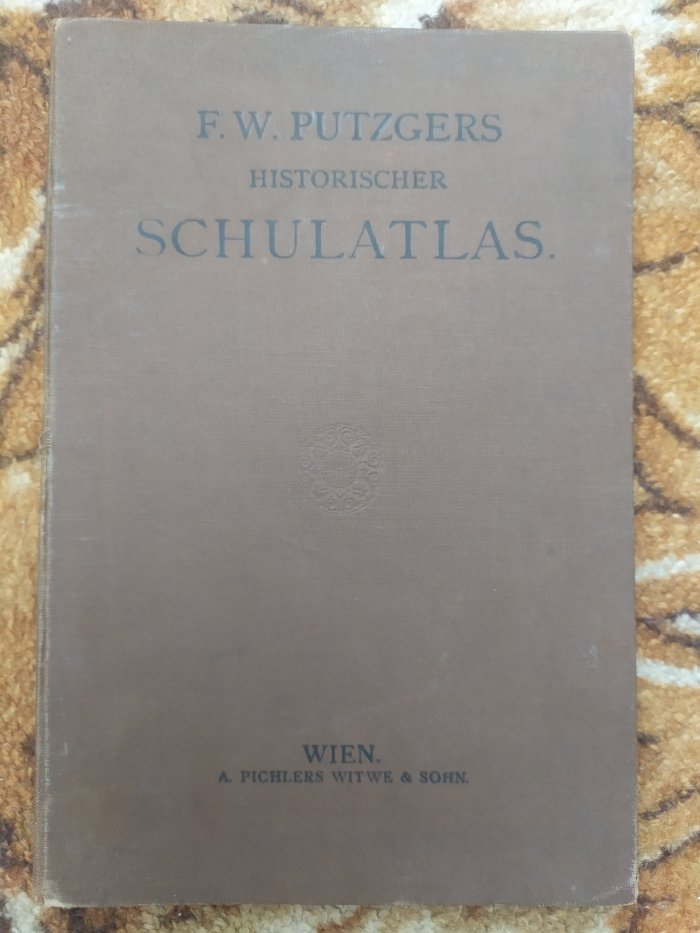 F. W. PUTZGERS
HISTORISCHER
SCHULATLAS.
WIEN.
A. PICHLERS WITWE & SOHN.